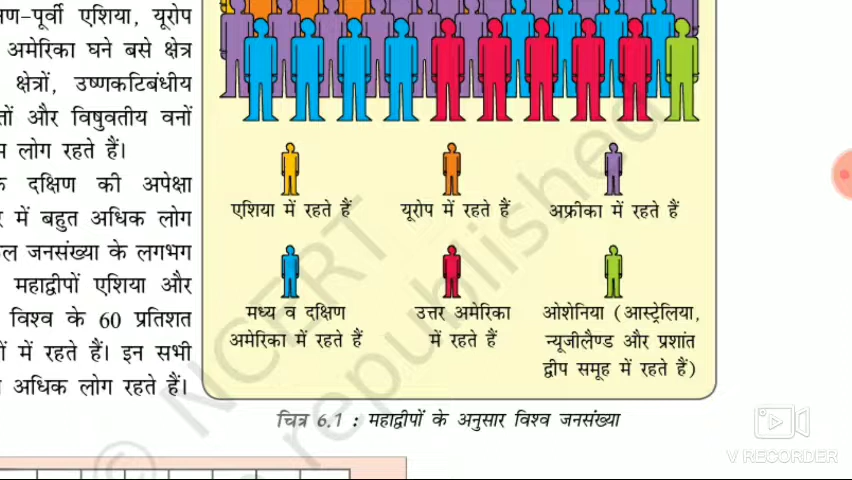 पूर्वी एशिया, यूरोप
अमेरिका घने बसे क्षेत्र
क्षेत्रों, उष्णकटिबंधीय
और विषुवतीय वनों
लोग रहते हैं।
दक्षिण की अपेक्षा
में बहुत अधिक लोग
जनसंख्या के लगभग
महाद्वीपों एशिया और
विश्व के 60 प्रतिशत
में रहते हैं। इन सभी
अधिक लोग रहते हैं।
एशिया में रहते हैं
यूरोप में रहते हैं
अफ्रीका में रहते हैं
मध्य व दक्षिण
अमेरिका में रहते हैं
उत्तर अमेरिका
में रहते हैं
ओशेनिया (आस्ट्रेलिया,
न्यूजीलैण्ड और प्रशांत
द्वीप समूह में रहते हैं)
चित्र 6.1 : महाद्वीपों के अनुसार विश्व जनसंख्या
© NCERT
republished
V RECORDER